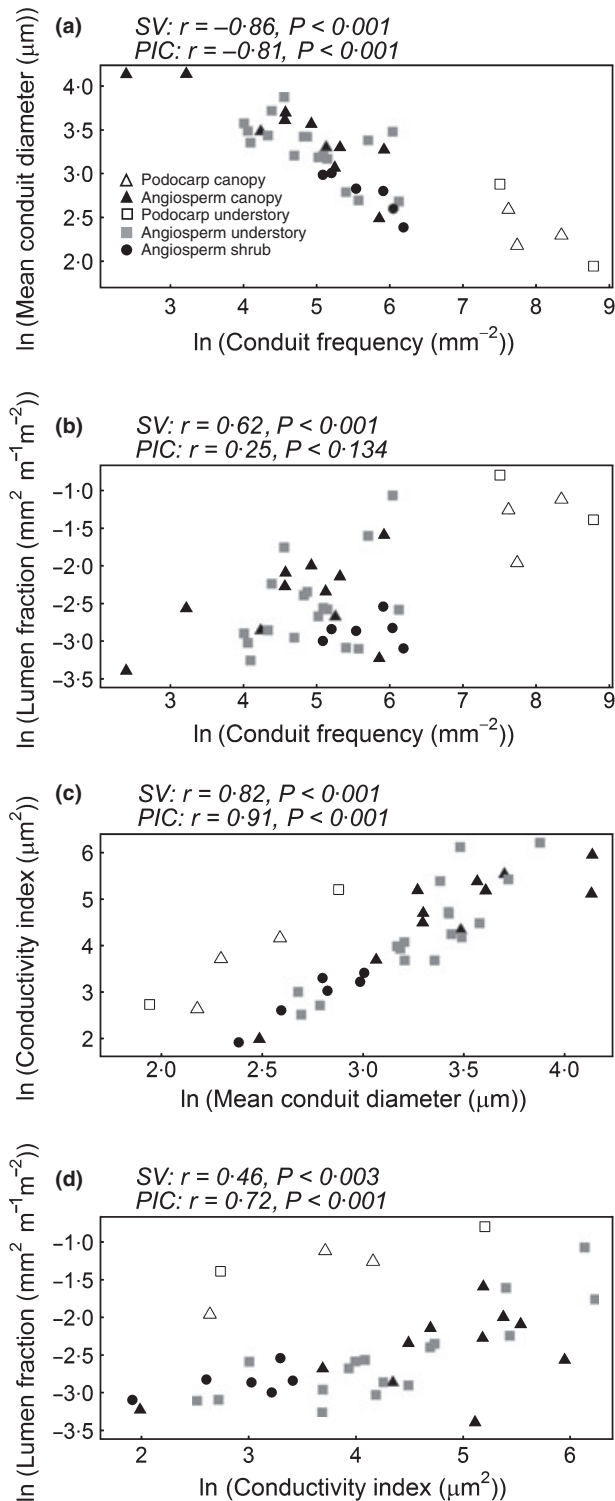 (a)
SV: r = –0·86, P < 0·001
PIC: r = –0·81, P < 0·001
ln (Mean conduit diameter (μm))
4·0
3·5
3·0
2·5
2·0
Podocarp canopy
Angiosperm canopy
Podocarp understory
Angiosperm understory
Angiosperm shrub
3 4 5 6 7 8 9
ln (Conduit frequency (mm⁻²))
(b)
SV: r = 0·62, P < 0·001
PIC: r = 0·25, P < 0·134
ln (Lumen fraction (mm² m⁻¹m⁻²))
–1·0
–1·5
–2·0
–2·5
–3·0
–3·5
3 4 5 6 7 8 9
ln (Conduit frequency (mm⁻²))
(c)
SV: r = 0·82, P < 0·001
PIC: r = 0·91, P < 0·001
ln (Conductivity index (μm²))
6
5
4
3
2
2·0 2·5 3·0 3·5 4·0
ln (Mean conduit diameter (μm))
(d)
SV: r = 0·46, P < 0·003
PIC: r = 0·72, P < 0·001
ln (Lumen fraction (mm² m⁻¹m⁻²))
–1·0
–1·5
–2·0
–2·5
–3·0
–3·5
2 3 4 5 6
ln (Conductivity index (μm²))